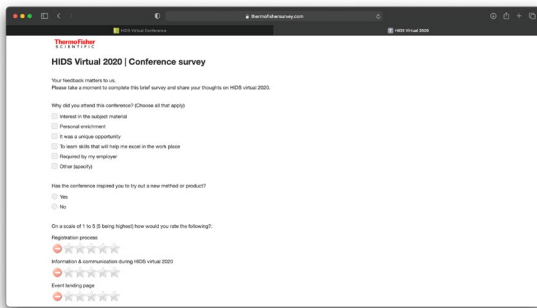 thermofishersurvey.com
HIDS Virtual Conference
HIDS Virtual 2020
ThermoFisher
SCIENTIFIC
HIDS Virtual 2020 | Conference survey
Your feedback matters to us.
Please take a moment to complete this brief survey and share your thoughts on HIDS virtual 2020.
Why did you attend this conference? (Choose all that apply)
Interest in the subject material
Personal enrichment
It was a unique opportunity
To learn skills that will help me excel in the work place
Required by my employer
Other (specify)
Has the conference inspired you to try out a new method or product?
Yes
No
On a scale of 1 to 5 (5 being highest) how would you rate the following?:
Registration process
Information & communication during HIDS virtual 2020
Event landing page